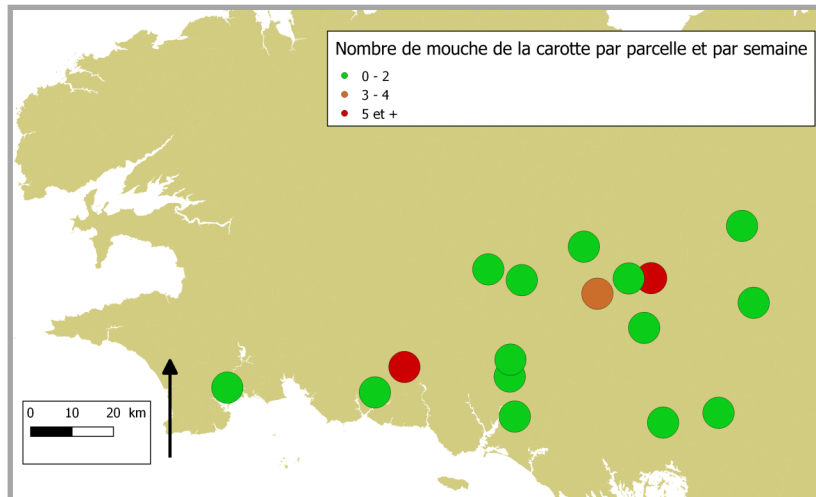 Nombre de mouche de la carotte par parcelle et par semaine
0 - 2
3 - 4
5 et +
0 10 20 km